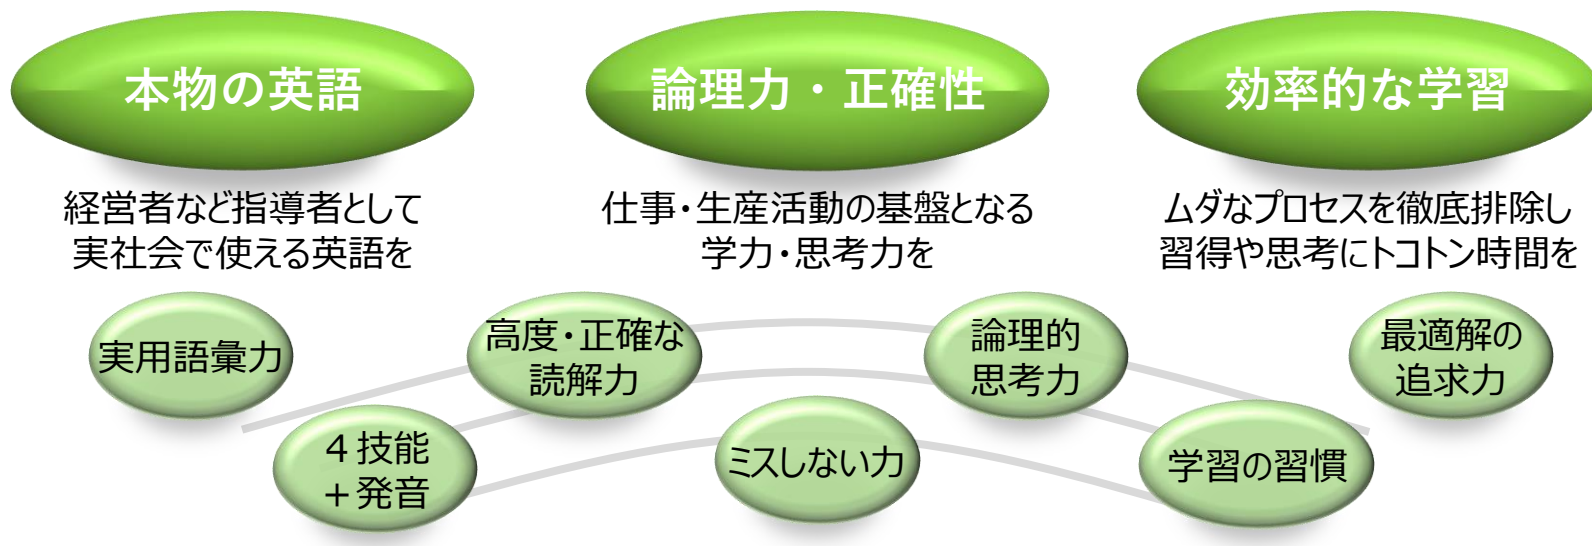 本物の英語
経営者など指導者として
実社会で使える英語を
論理力・正確性
仕事・生産活動の基盤となる
学力・思考力を
効率的な学習
ムダなプロセスを徹底排除し
習得や思考にトコトン時間を
実用語彙力
高度・正確な
読解力
論理的
思考力
最適解の
追求力
４技能
＋発音
ミスしない力
学習の習慣